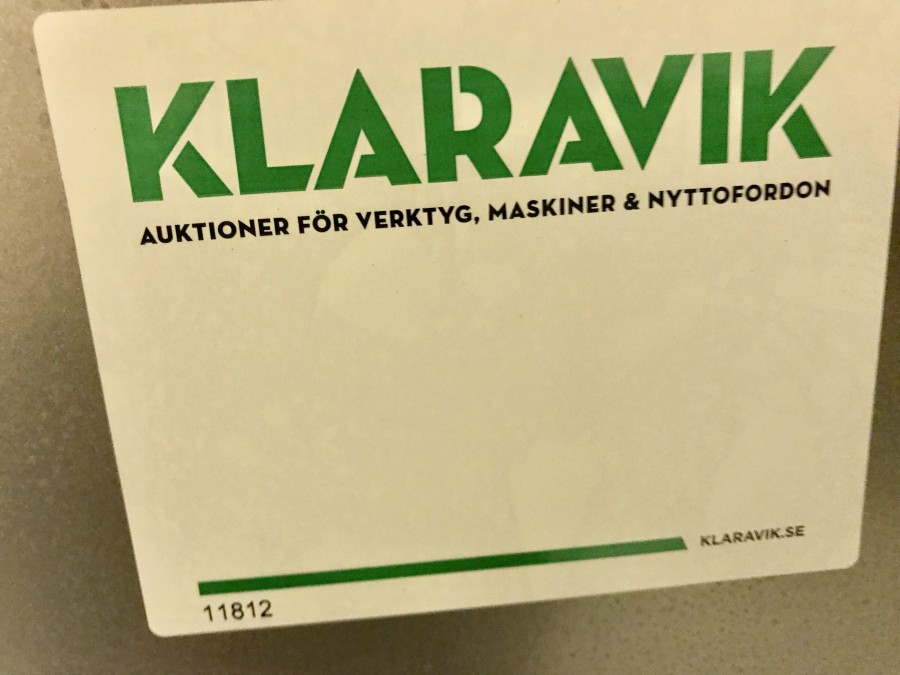 KLARAVIK
AUKTIONER FÖR VERKTYG, MASKINER & NYTTOFORDON
KLARAVIK.SE
11812